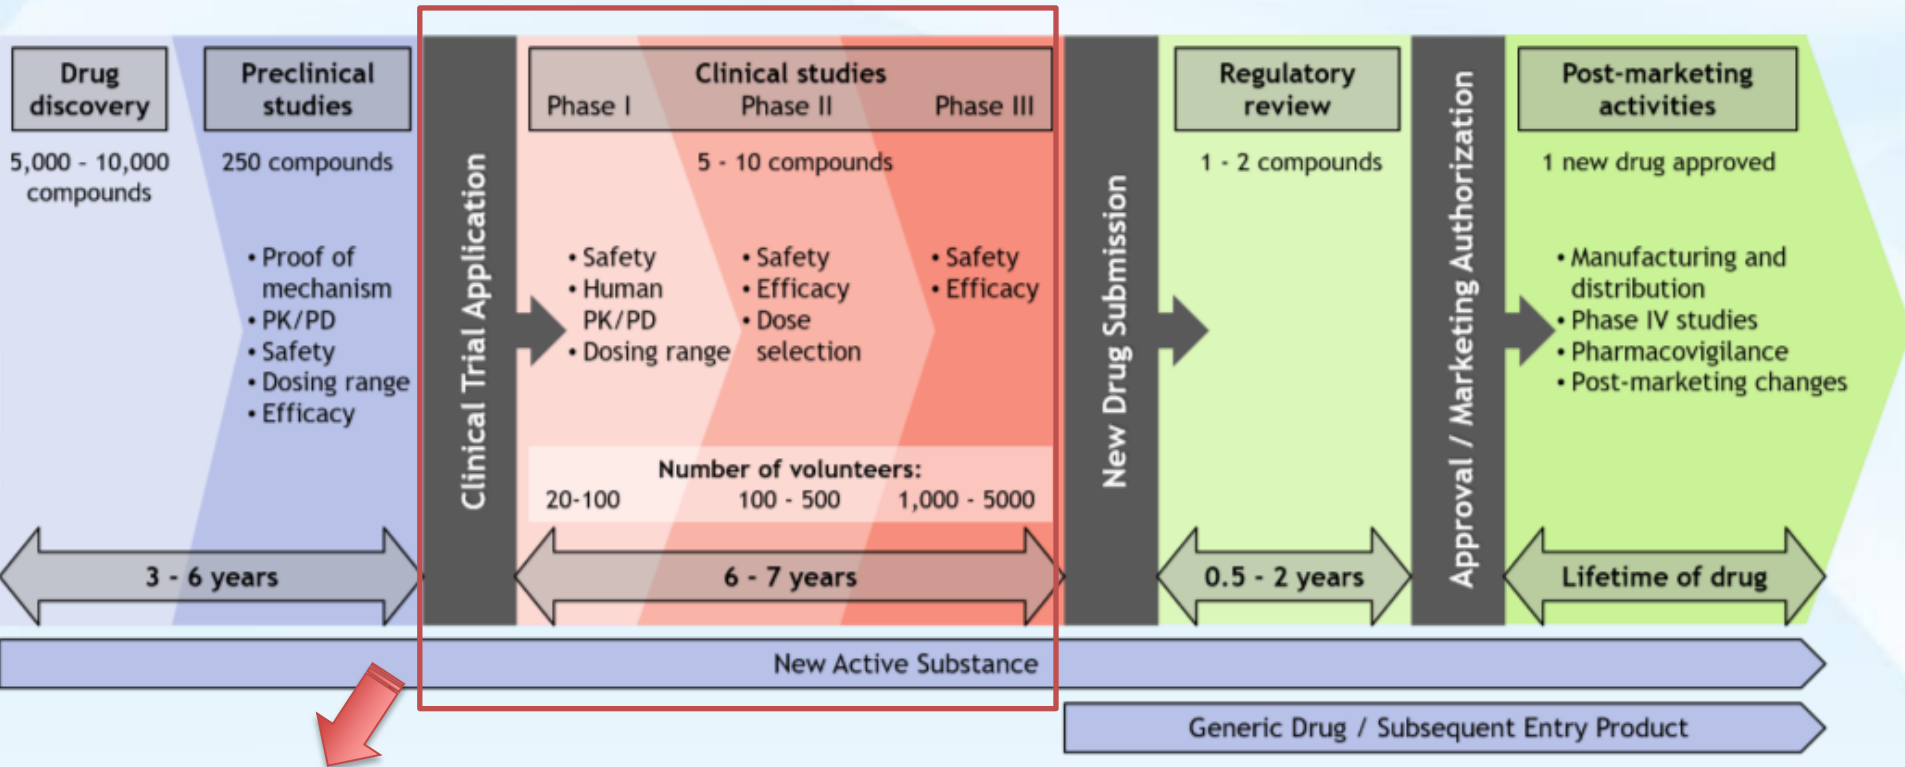 Drug
discovery
5,000 - 10,000
compounds
Preclinical
studies
250 compounds
• Proof of
mechanism
• PK/PD
• Safety
• Dosing range
• Efficacy
3 - 6 years
Clinical Trial Application
Clinical studies
Phase I Phase II Phase III
5 - 10 compounds
• Safety
• Human
PK/PD
• Dosing range
• Safety
• Efficacy
• Dose
selection
• Safety
• Efficacy
Number of volunteers:
20-100 100 - 500 1,000 - 5000
6 - 7 years
New Drug Submission
Regulatory
review
1 - 2 compounds
0.5 - 2 years
Approval / Marketing Authorization
Post-marketing
activities
1 new drug approved
• Manufacturing and
distribution
• Phase IV studies
• Pharmacovigilance
• Post-marketing changes
Lifetime of drug
New Active Substance
Generic Drug / Subsequent Entry Product